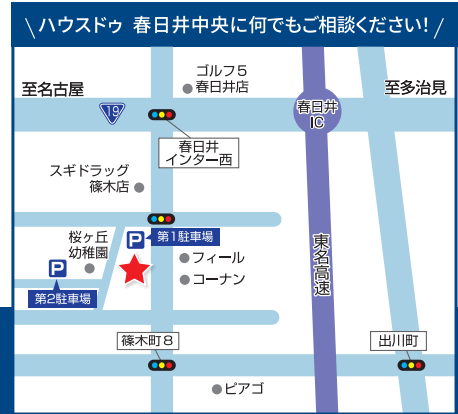 ハウスドゥ 春日井中央に何でもご相談ください!
ゴルフ5
春日井店
至名古屋
至多治見
19
春日井
IC
春日井
インター西
スギドラッグ
篠木店
桜ヶ丘
幼稚園
P
第1駐車場
フィール
コーナン
東名高速
P
第2駐車場
篠木町8
出川町
ピアゴ